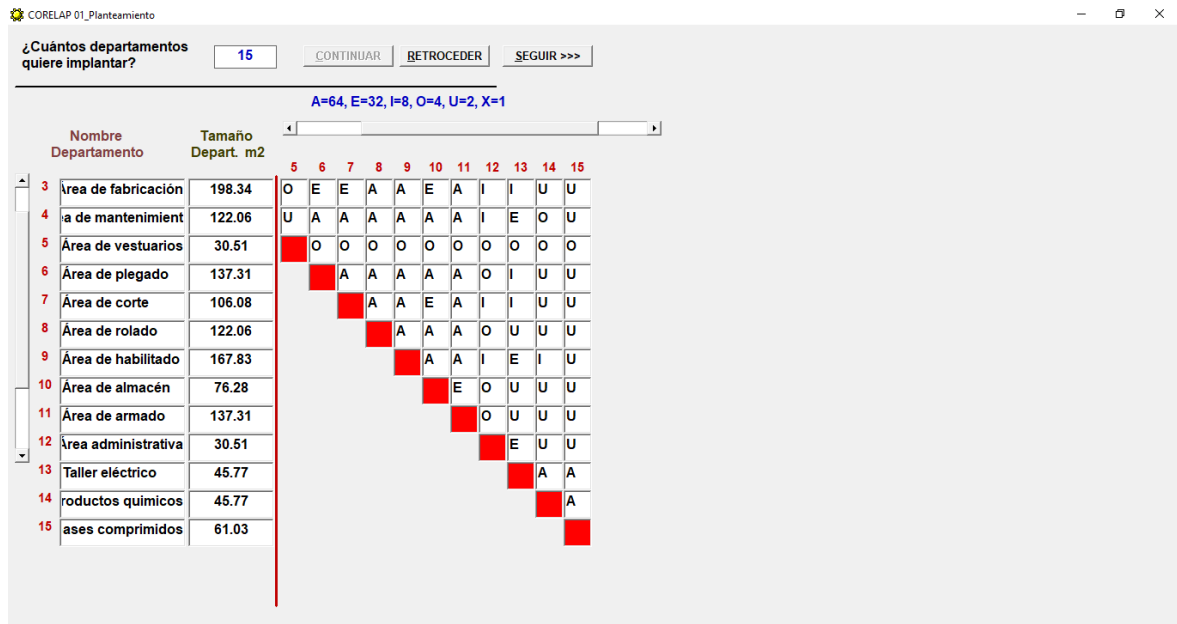 CORELAP 01_Planteamiento
¿Cuántos departamentos
quiere implantar?
15
CONTINUAR
RETROCEDER
SEGUIR >>>
A=64, E=32, I=8, O=4, U=2, X=1
Nombre
Departamento
Tamaño
Depart. m2
5 6 7 8 9 10 11 12 13 14 15
3 Área de fabricación 198.34 O E E A A E A I I U U
4 ea de mantenimient 122.06 U A A A A A A I E O U
5 Área de vestuarios 30.51 O O O O O O O O O O
6 Área de plegado 137.31 A A A A A O I U U
7 Área de corte 106.08 A A E A I I U U
8 Área de rolado 122.06 A A A O U U U
9 Área de habilitado 167.83 A A I E I U
10 Área de almacén 76.28 E O U U U
11 Área de armado 137.31 O U U U
12 Área administrativa 30.51 E U U
13 Taller eléctrico 45.77 A A
14 roductos quimicos 45.77 A
15 ases comprimidos 61.03